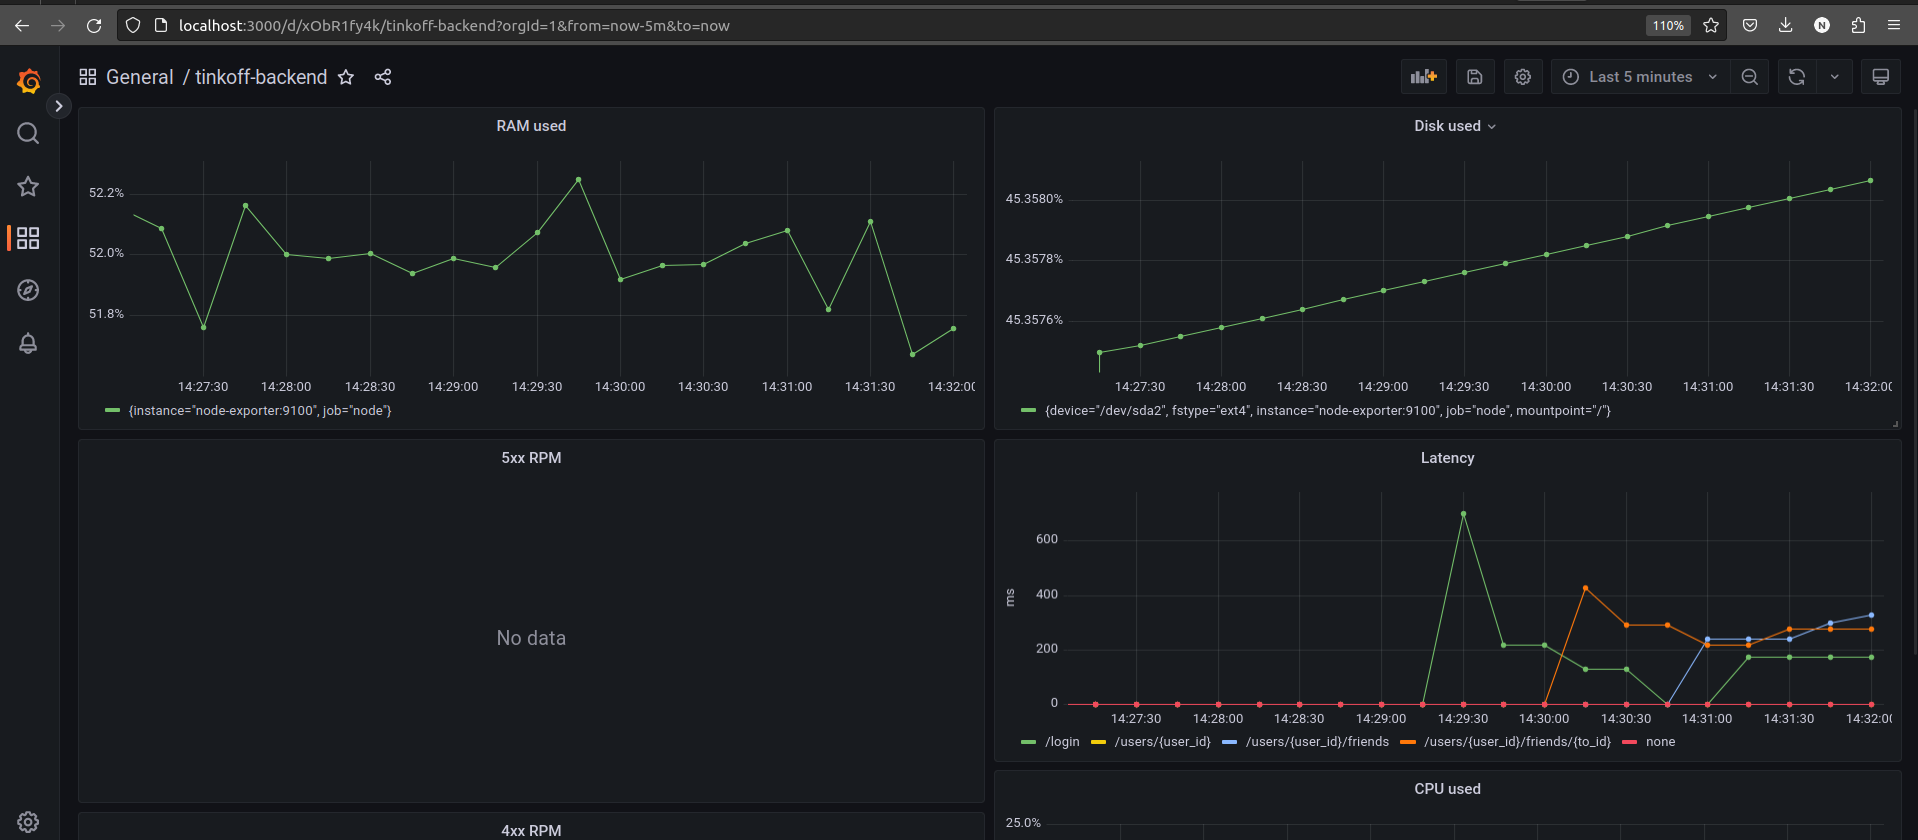 localhost:3000/d/xObR1fy4k/tinkoff-backend?orgId=1&from=now-5m&to=now
110%
N
General / tinkoff-backend
Last 5 minutes
RAM used
52.2%
52.0%
51.8%
14:27:30 14:28:00 14:28:30 14:29:00 14:29:30 14:30:00 14:30:30 14:31:00 14:31:30 14:32:00
{instance="node-exporter:9100", job="node"}
Disk used
45.3580%
45.3578%
45.3576%
14:27:30 14:28:00 14:28:30 14:29:00 14:29:30 14:30:00 14:30:30 14:31:00 14:31:30 14:32:00
{device="/dev/sda2", fstype="ext4", instance="node-exporter:9100", job="node", mountpoint="/"}
5xx RPM
No data
Latency
ms
600
400
200
0
14:27:30 14:28:00 14:28:30 14:29:00 14:29:30 14:30:00 14:30:30 14:31:00 14:31:30 14:32:00
/login /users/{user_id} /users/{user_id}/friends /users/{user_id}/friends/{to_id} none
4xx RPM
CPU used
25.0%